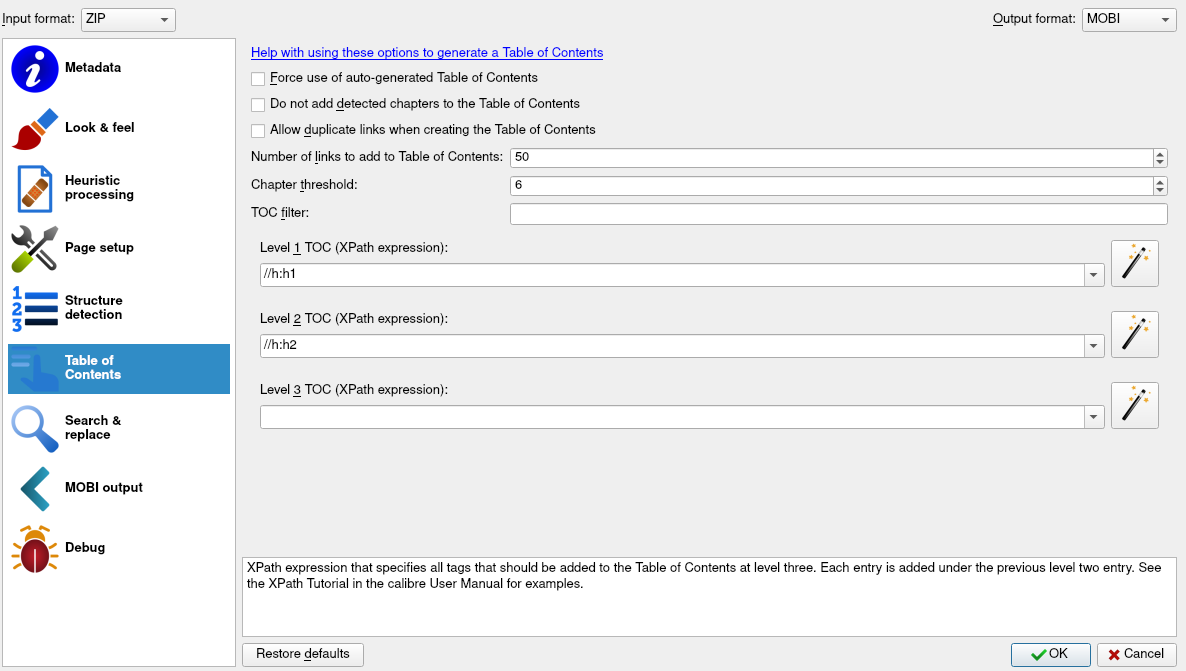 Input format: ZIP
Output format: MOBI
Metadata
Look & feel
Heuristic
processing
Page setup
1
2
3
Structure
detection
Table of
Contents
Search &
replace
MOBI output
Debug
Help with using these options to generate a Table of Contents
Force use of auto-generated Table of Contents
Do not add detected chapters to the Table of Contents
Allow duplicate links when creating the Table of Contents
Number of links to add to Table of Contents: 50
Chapter threshold: 6
TOC filter:
Level 1 TOC (XPath expression):
//h:h1
Level 2 TOC (XPath expression):
//h:h2
Level 3 TOC (XPath expression):
XPath expression that specifies all tags that should be added to the Table of Contents at level three. Each entry is added under the previous level two entry. See
the XPath Tutorial in the calibre User Manual for examples.
Restore defaults
OK
Cancel